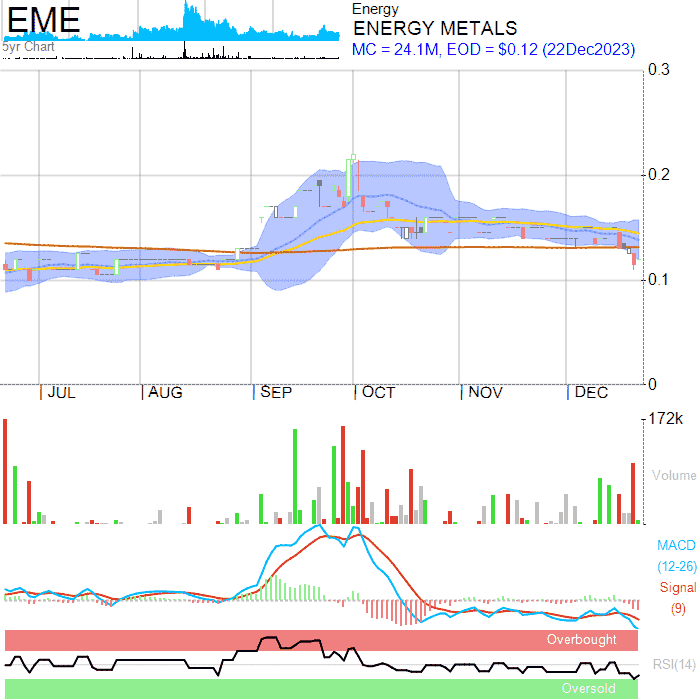 EME
5yr Chart
Energy
ENERGY METALS
MC = 24.1M, EOD = $0.12 (22Dec2023)
0.3
0.2
0.1
0
| JUL | AUG | SEP | OCT | NOV | DEC
172k
Volume
MACD
(12-26)
Signal
(9)
Overbought
RSI(14)
Oversold